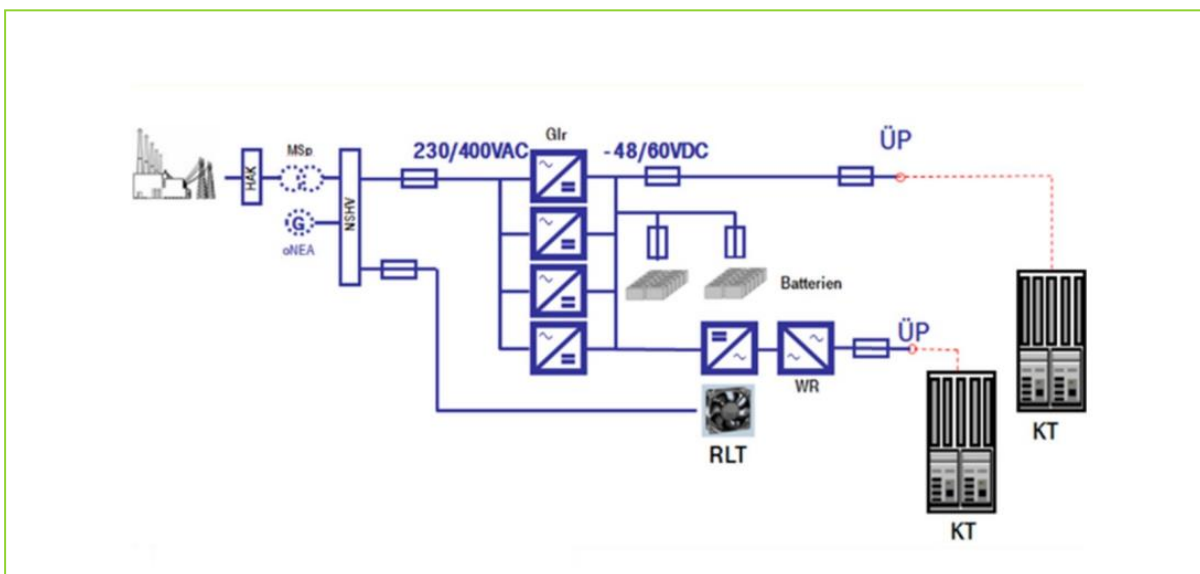 Glr
230/400VAC
-48/60VDC
ÜP
MSp
HAK
NSHV
G
oNEA
Batterien
ÜP
WR
RLT
KT
KT